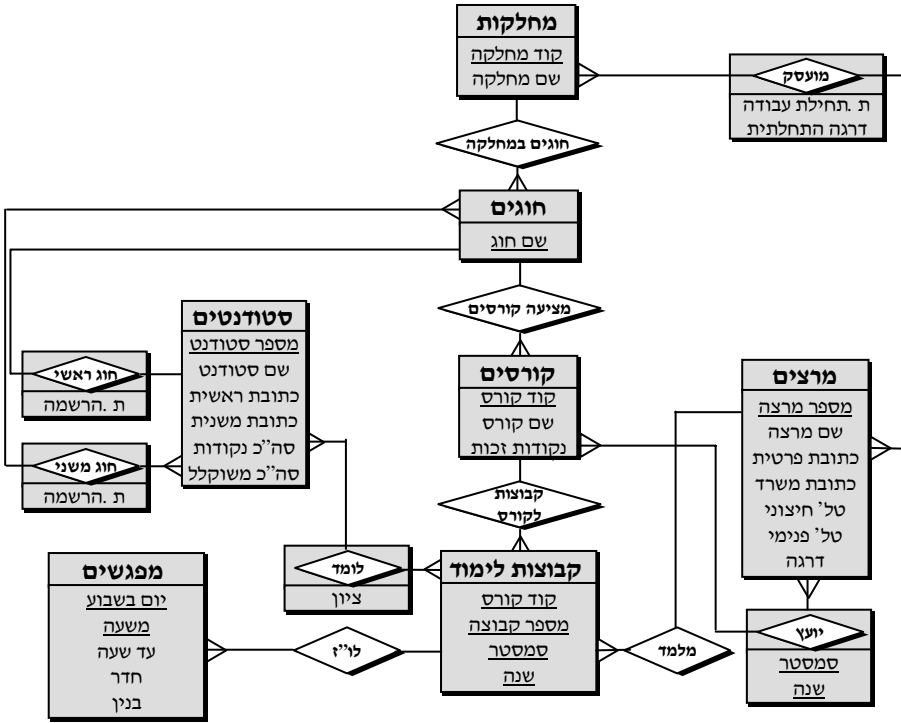 מחלקות
קוד מחלקה
שם מחלקה
מועסק
ת .תחילת עבודה
דרגה התחלתית
חוגים במחלקה
חוגים
שם חוג
מציעה קורסים
סטודנטים
מספר סטודנט
שם סטודנט
כתובת ראשית
כתובת משנית
סה״כ נקודות
סה״כ משוקלל
חוג ראשי
ת .הרשמה
חוג משני
ת .הרשמה
קורסים
קוד קורס
שם קורס
נקודות זכות
מרצים
מספר מרצה
שם מרצה
כתובת פרטית
כתובת משרד
טל' חיצוני
טל' פנימי
דרגה
קבוצות
לקורס
לומד
ציון
קבוצות לימוד
קוד קורס
מספר קבוצה
סמסטר
שנה
מפגשים
יום בשבוע
משעה
עד שעה
חדר
בנין
לו״ז
מלמד
יועץ
סמסטר
שנה